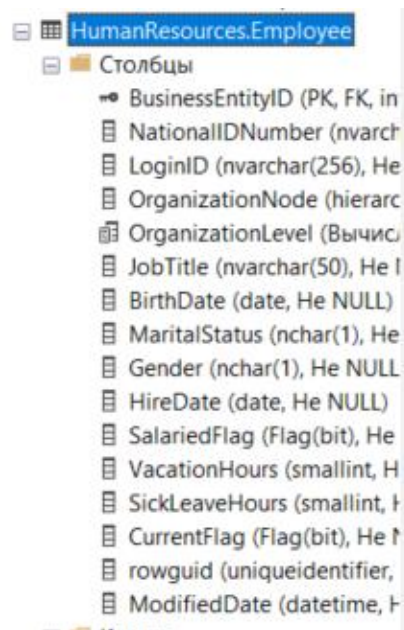 HumanResources.Employee
Столбцы
BusinessEntityID (PK, FK, in
NationalIDNumber (nvarch
LoginID (nvarchar(256), Не
OrganizationNode (hierarc
OrganizationLevel (Вычис
JobTitle (nvarchar(50), Не
BirthDate (date, Не NULL)
MaritalStatus (nchar(1), Не
Gender (nchar(1), Не NULL
HireDate (date, Не NULL)
SalariedFlag (Flag(bit), Не
VacationHours (smallint, Н
SickLeaveHours (smallint,
CurrentFlag (Flag(bit), Не
rowguid (uniqueidentifier,
ModifiedDate (datetime,